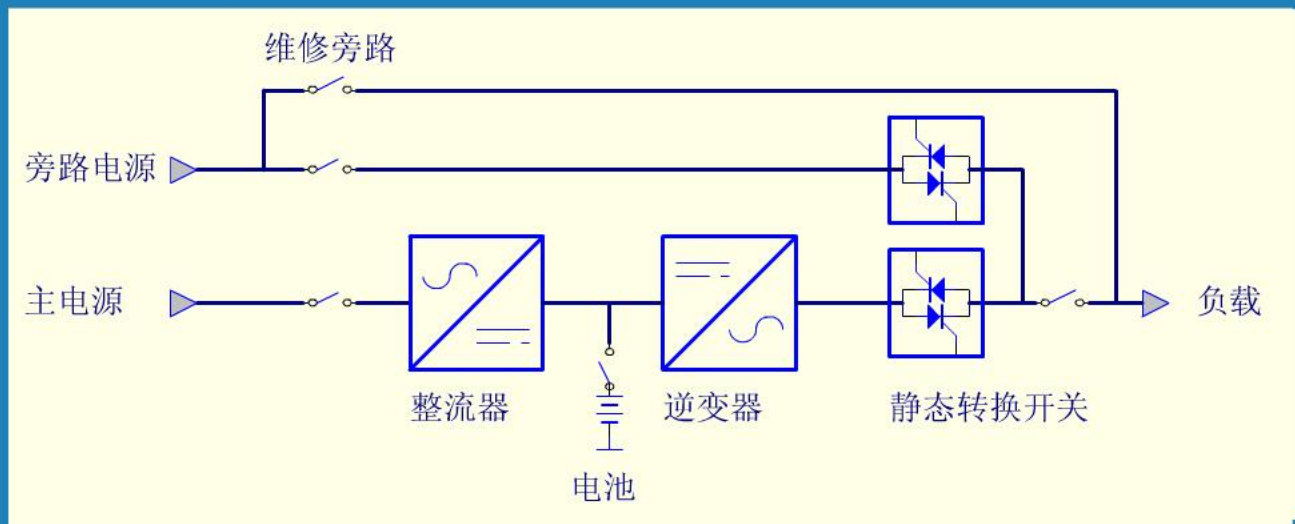 维修旁路
旁路电源
主电源
负载
整流器
逆变器
静态转换开关
电池